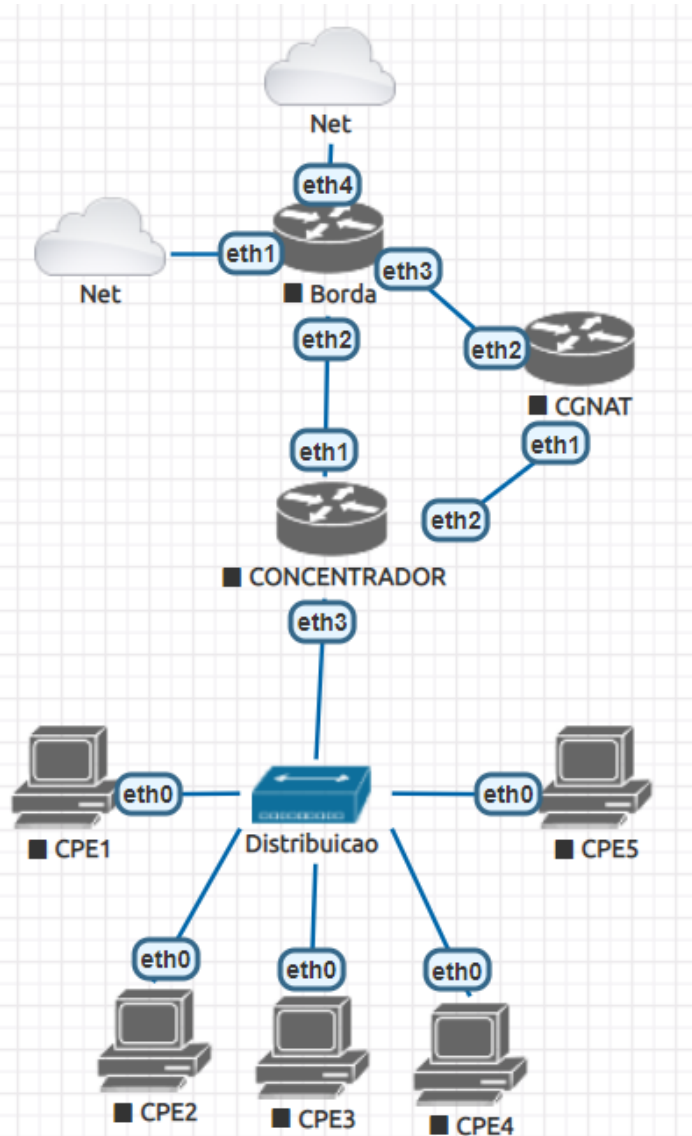 Net
eth4
eth1
eth3
Net
Borda
eth2
eth2
CGNAT
eth1
eth1
eth2
CONCENTRADOR
eth3
eth0
eth0
Distribuicao
CPE1
CPE5
eth0
eth0
eth0
CPE2
CPE3
CPE4